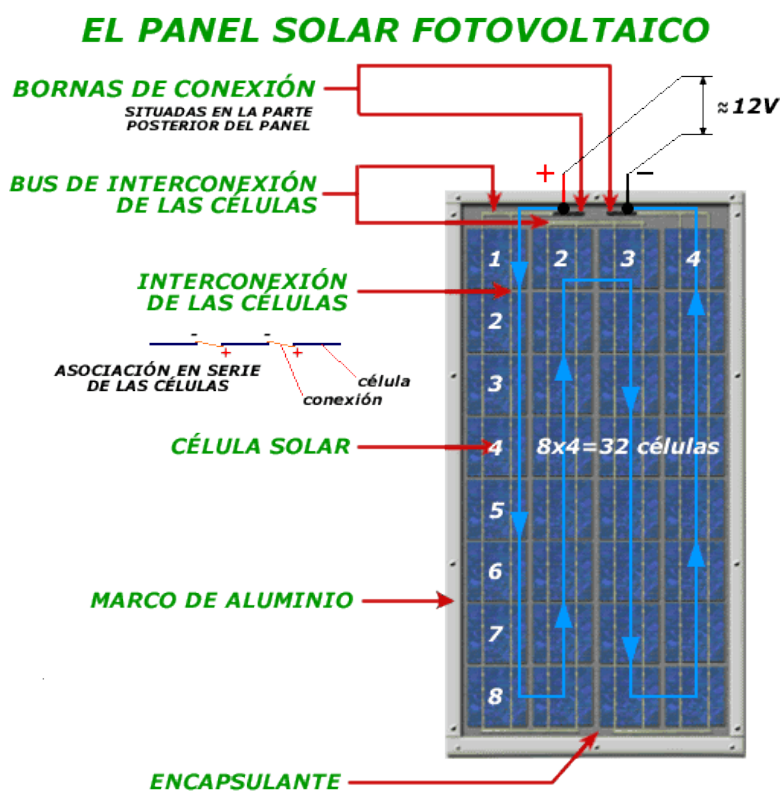 EL PANEL SOLAR FOTOVOLTAICO
BORNAS DE CONEXIÓN
SITUADAS EN LA PARTE
POSTERIOR DEL PANEL
≈12V
+ −
BUS DE INTERCONEXIÓN
DE LAS CÉLULAS
1 2 3 4
INTERCONEXIÓN
DE LAS CÉLULAS
2
- -
+ +
ASOCIACIÓN EN SERIE
DE LAS CÉLULAS
célula
conexión
3
CÉLULA SOLAR
4
8x4=32 células
5
6
MARCO DE ALUMINIO
7
8
ENCAPSULANTE